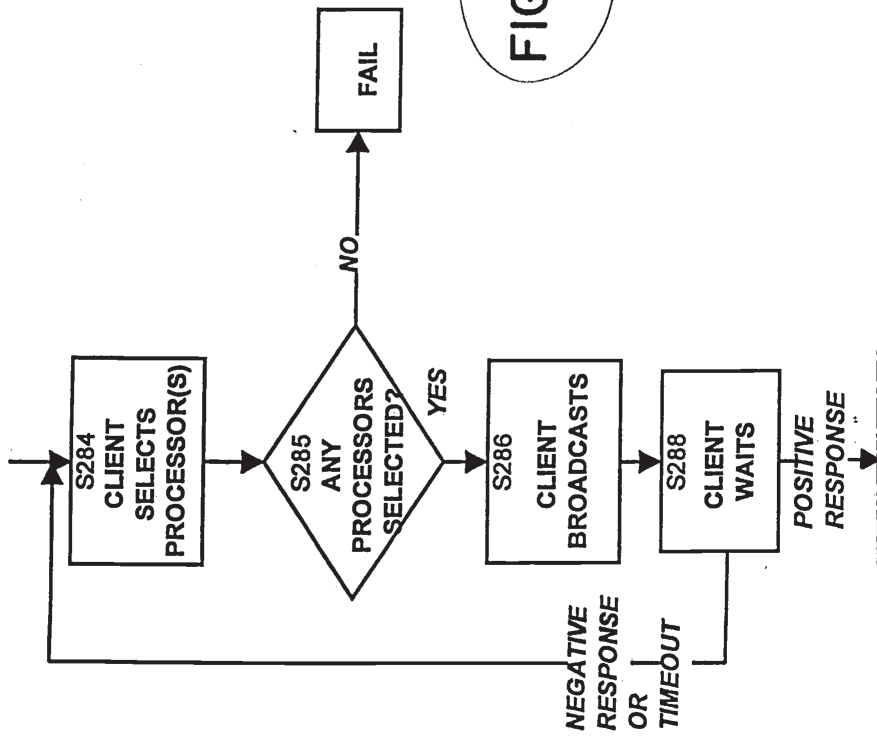 S284
CLIENT
SELECTS
PROCESSOR(S)
S285
ANY
PROCESSORS
SELECTED?
NO
FAIL
YES
S286
CLIENT
BROADCASTS
S288
CLIENT
WAITS
NEGATIVE
RESPONSE
OR
TIMEOUT
POSITIVE
RESPONSE
FIG